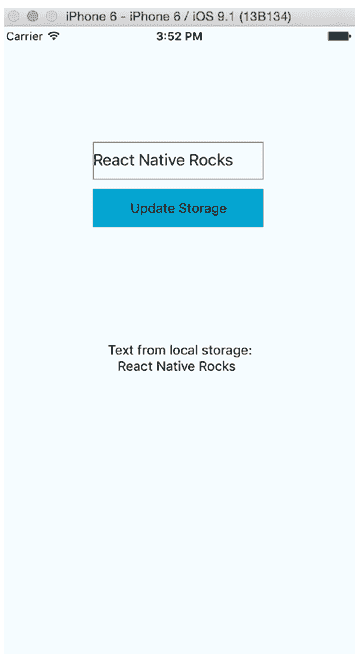 iPhone 6 - iPhone 6 / iOS 9.1 (13B134)
Carrier 3:52 PM
React Native Rocks
Update Storage
Text from local storage:
React Native Rocks